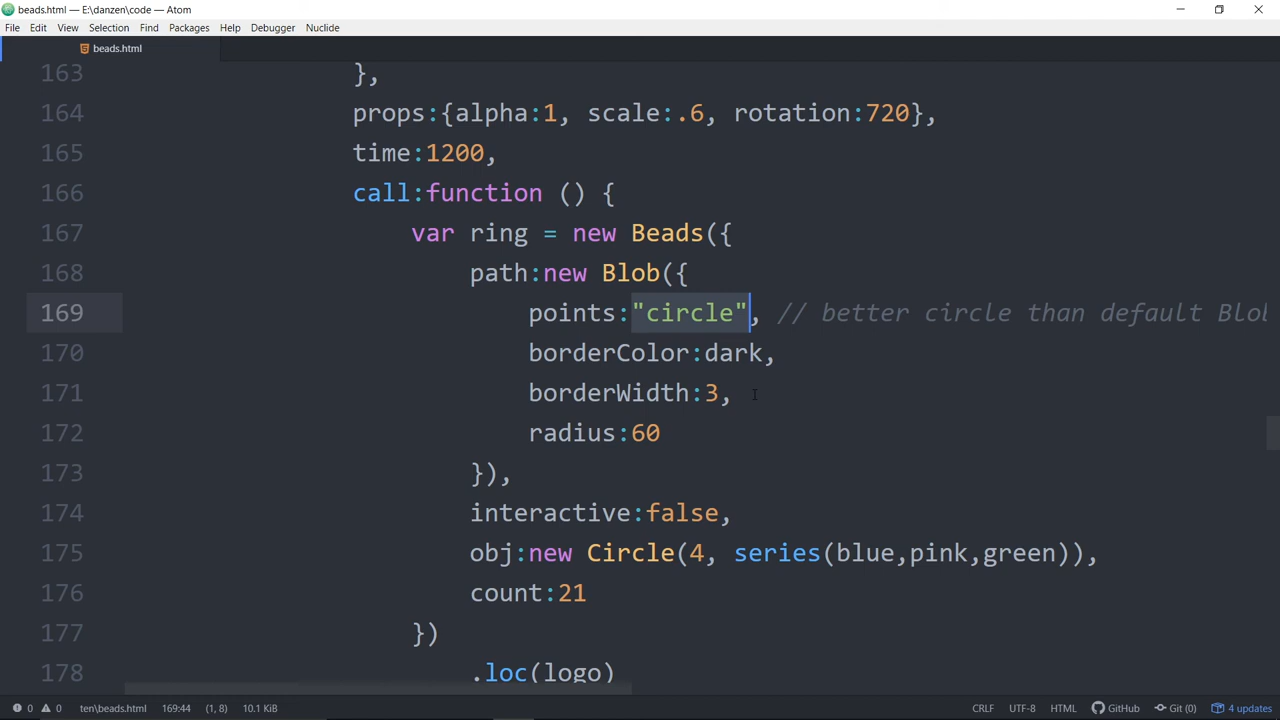 beads.html — E:\danzen\code — Atom
File Edit View Selection Find Packages Help Debugger Nuclide
beads.html
163 },
164 props:{alpha:1, scale:.6, rotation:720},
165 time:1200,
166 call:function () {
167 var ring = new Beads({
168 path:new Blob({
169 points:"circle", // better circle than default Blo
170 borderColor:dark,
171 borderWidth:3,
172 radius:60
173 }),
174 interactive:false,
175 obj:new Circle(4, series(blue,pink,green)),
176 count:21
177 })
178 .loc(logo)
0 0 ten\beads.html 169:44 (1, 8) 10.1 KiB CRLF UTF-8 HTML GitHub Git (0) 4 updates